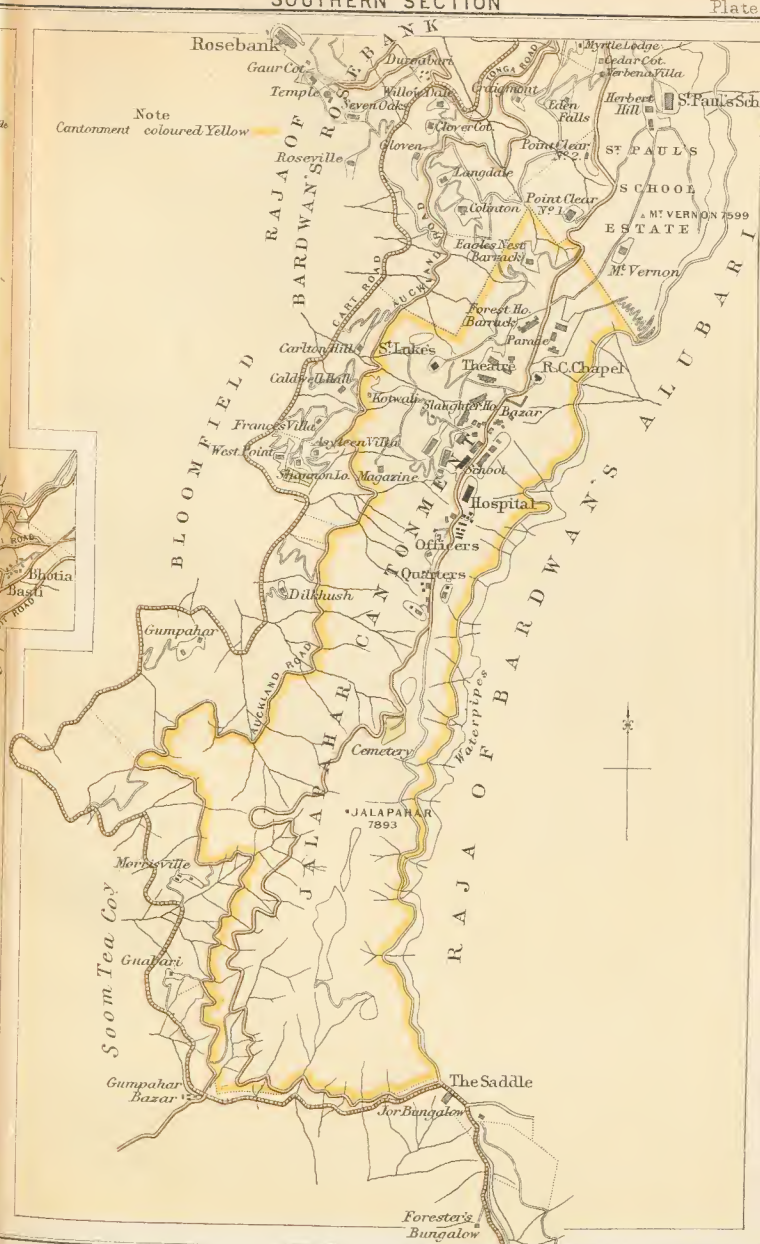 SOUTHERN SECTION
Plate
Rosebank
ROSEBANK
Gaur Cot.
Temple
Durgabari
TONGA ROAD
Myrtle Lodge
Cedar Cot.
Verbena Villa
Note
Cantonment coloured Yellow
Seven Oaks
Willow Dale
Craigmont
Eden
Falls
Herbert
Hill
St. Paul's Sch
Roseville
Gloven
Clover Cot.
Point Clear
No. 2
ST. PAUL'S
SCHOOL
ESTATE
Langdale
Colinton
Point Clear
No. 1
MT. VERNON 7599
Mt. Vernon
RAJA OF
BARDWAN'S
CART ROAD
AUCKLAND ROAD
Eagles Nest
Barrack
Forest Ho.
Barrack
Parade
Carlton Hill
St. Luke's
Theatre
R.C. Chapel
Caldwell Hall
Kotwali
Slaughter Ho.
Bazar
Frances Villa
West Point
Shannon Lo.
Magazine
School
Hospital
BLOOMFIELD
RAJA OF BARDWAN'S ALUBARI
JALAPAHAR CANTONMENT
Officers
Quarters
Bhotia
Basti
ROAD
Dilkhush
Gumpahar
AUCKLAND ROAD
Waterpipes
Cemetery
JALAPAHAR
7893
Morrisville
Soom Tea Coy
Gnabari
Gumpahar
Bazar
The Saddle
Jor Bungalow
Forester's
Bungalow